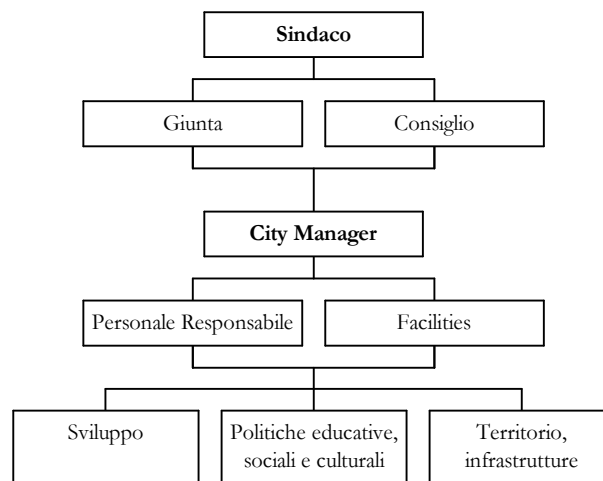 Sindaco
Giunta
Consiglio
City Manager
Personale Responsabile
Facilities
Sviluppo
Politiche educative,
sociali e culturali
Territorio,
infrastrutture